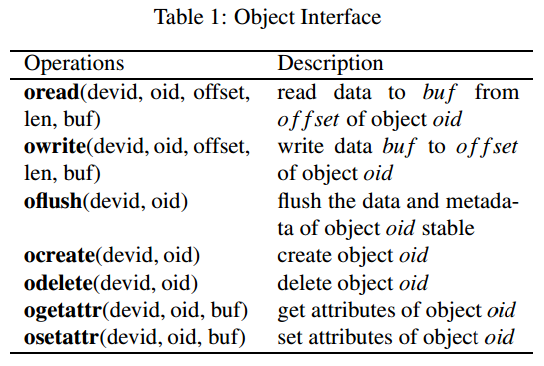 Table 1: Object Interface
Operations Description
oread(devid, oid, offset, read data to buf from
len, buf) offset of object oid
owrite(devid, oid, offset, write data buf to offset
len, buf) of object oid
oflush(devid, oid) flush the data and metada-
ta of object oid stable
ocreate(devid, oid) create object oid
odelete(devid, oid) delete object oid
ogetattr(devid, oid, buf) get attributes of object oid
osetattr(devid, oid, buf) set attributes of object oid